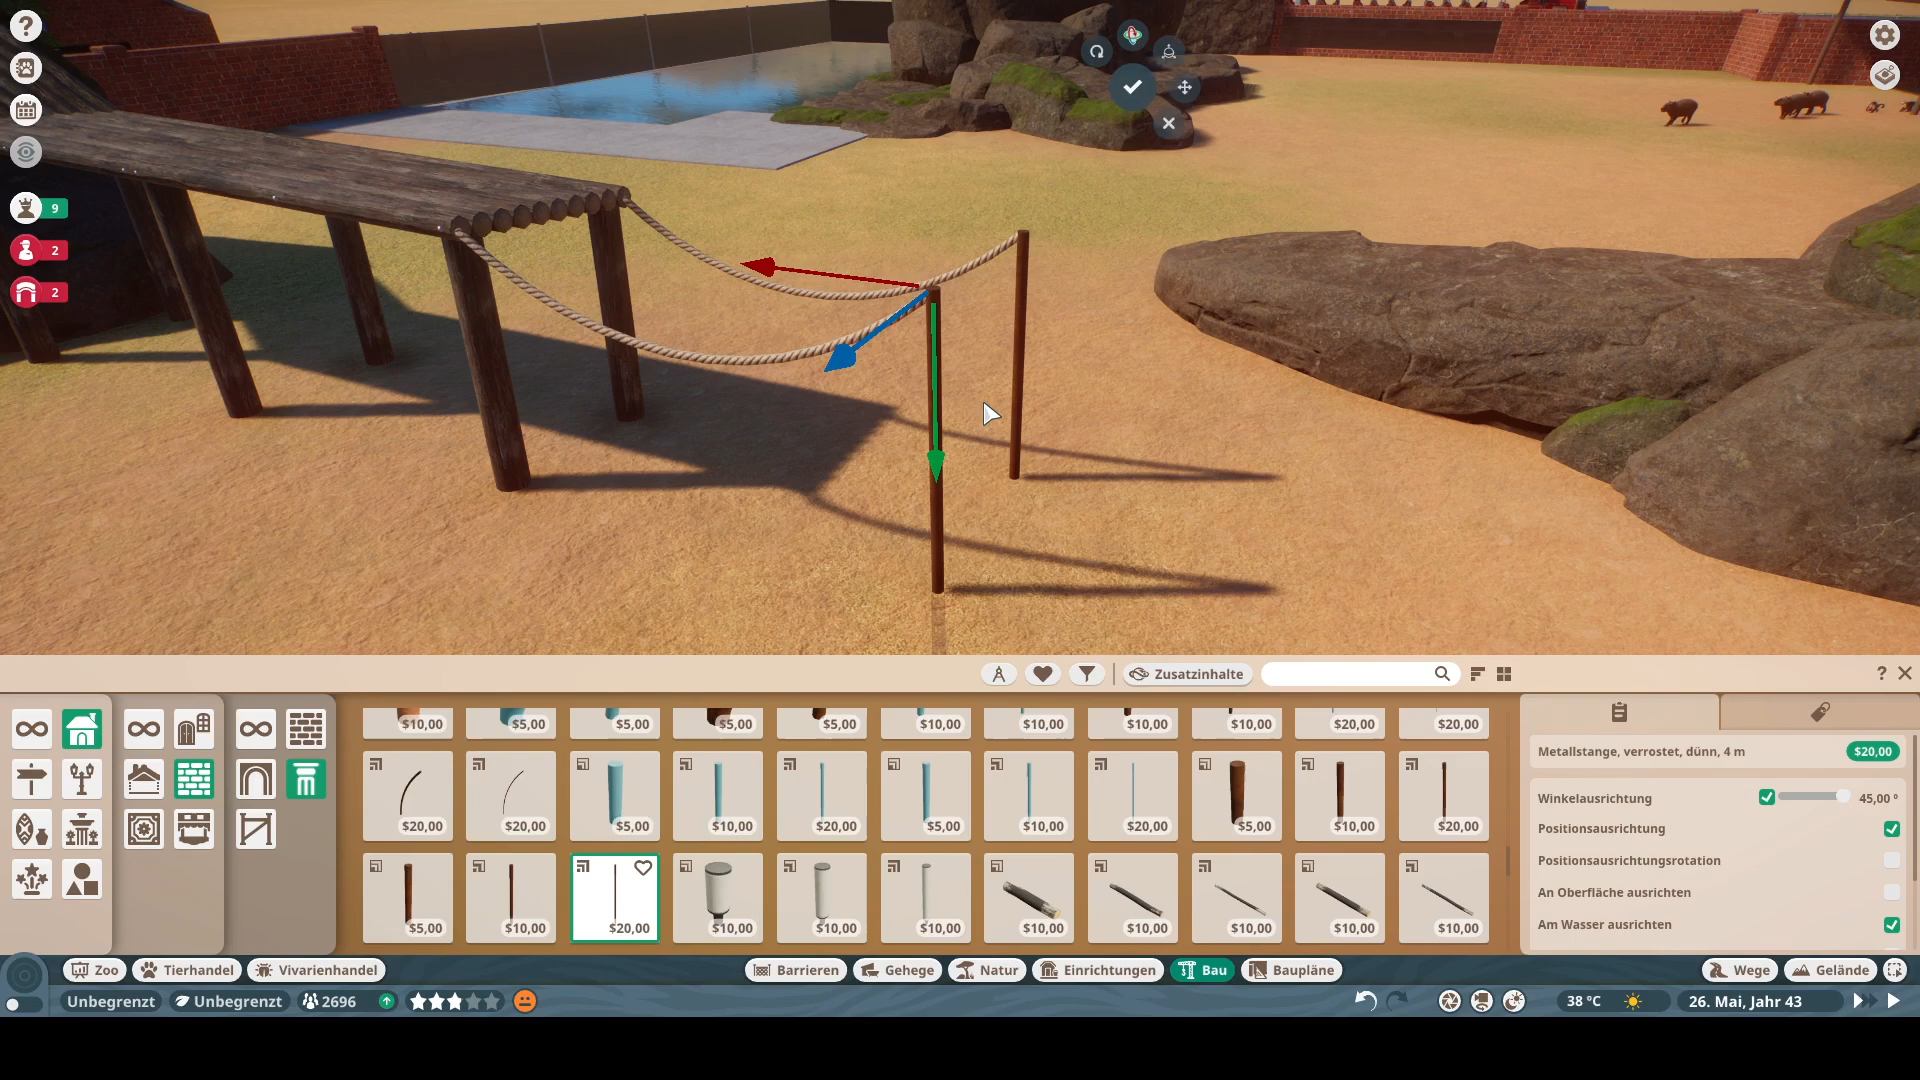 9
2
2
Zusatzinhalte
?
$10,00 $5,00 $5,00 $5,00 $5,00 $10,00 $10,00 $10,00 $10,00 $20,00 $20,00
$20,00 $20,00 $5,00 $10,00 $20,00 $5,00 $10,00 $20,00 $5,00 $10,00 $20,00
$5,00 $10,00 $20,00 $10,00 $10,00 $10,00 $10,00 $10,00 $10,00 $10,00 $10,00
Metallstange, verrostet, dünn, 4 m $20,00
Winkelausrichtung 45,00 °
Positionsausrichtung
Positionsausrichtungsrotation
An Oberfläche ausrichten
Am Wasser ausrichten
Zoo Tierhandel Vivarienhandel Barrieren Gehege Natur Einrichtungen Bau Baupläne Wege Gelände
Unbegrenzt Unbegrenzt 2696 38 °C 26. Mai, Jahr 43